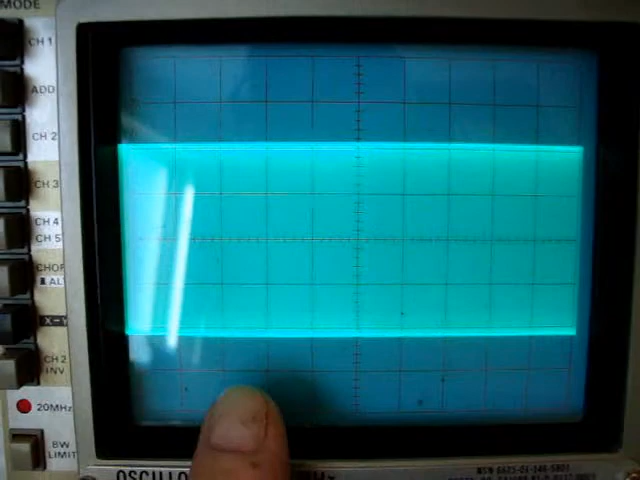 MODE
CH 1
ADD
CH 2
CH 3
CH 4
CH 5
CHOP
ALT
X-Y
CH 2
INV
20MHz
BW
LIMIT
OSCILLO